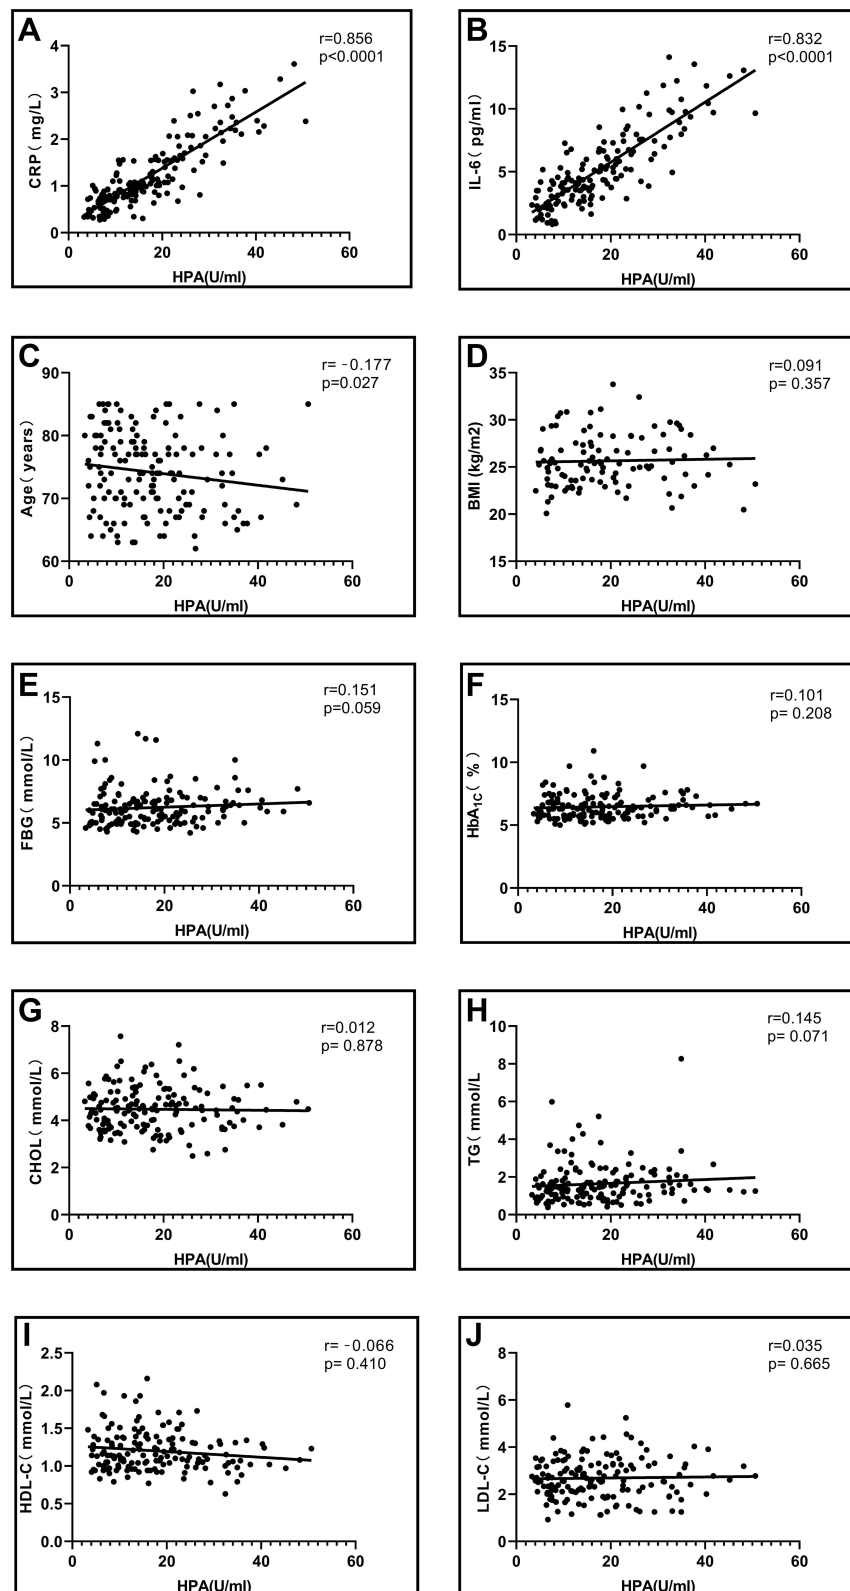 A
r=0.856
p<0.0001
CRP ( mg/L)
4
3
2
1
0
0 20 40 60
HPA(U/ml)
B
r=0.832
p<0.0001
IL-6 ( pg/ml)
15
10
5
0
0 20 40 60
HPA(U/ml)
C
r= -0.177
p=0.027
Age ( years)
90
80
70
60
0 20 40 60
HPA(U/ml)
D
r=0.091
p= 0.357
BMI (kg/m2)
35
30
25
20
15
0 20 40 60
HPA(U/ml)
E
r=0.151
p=0.059
FBG ( mmol/L)
15
10
5
0
0 20 40 60
HPA(U/ml)
F
r=0.101
p= 0.208
HbA1C ( %)
15
10
5
0
0 20 40 60
HPA(U/ml)
G
r=0.012
p= 0.878
CHOL ( mmol/L)
8
6
4
2
0
0 20 40 60
HPA(U/ml)
H
r=0.145
p= 0.071
TG ( mmol/L
10
8
6
4
2
0
0 20 40 60
HPA(U/ml)
I
r= -0.066
p= 0.410
HDL-C ( mmol/L)
2.5
2.0
1.5
1.0
0.5
0.0
0 20 40 60
HPA(U/ml)
J
r=0.035
p= 0.665
LDL-C ( mmol/L)
8
6
4
2
0
0 20 40 60
HPA(U/ml)